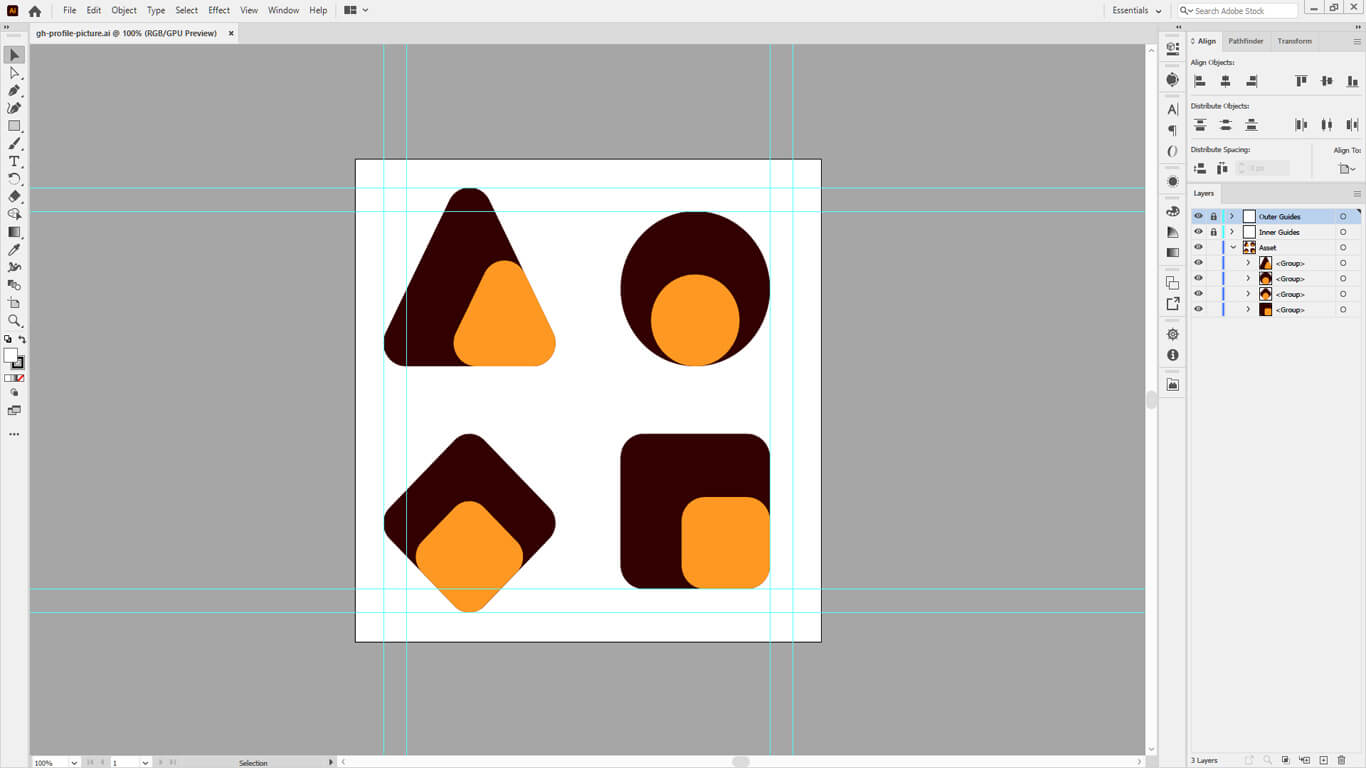 Ai File Edit Object Type Select Effect View Window Help
Essentials
Search Adobe Stock
gh-profile-picture.ai @ 100% (RGB/GPU Preview)
Align Pathfinder Transform
Align Objects:
Distribute Objects:
Distribute Spacing:
Align To:
0 px
Layers
Outer Guides
Inner Guides
Asset
<Group>
<Group>
<Group>
<Group>
3 Layers
100%
1
Selection